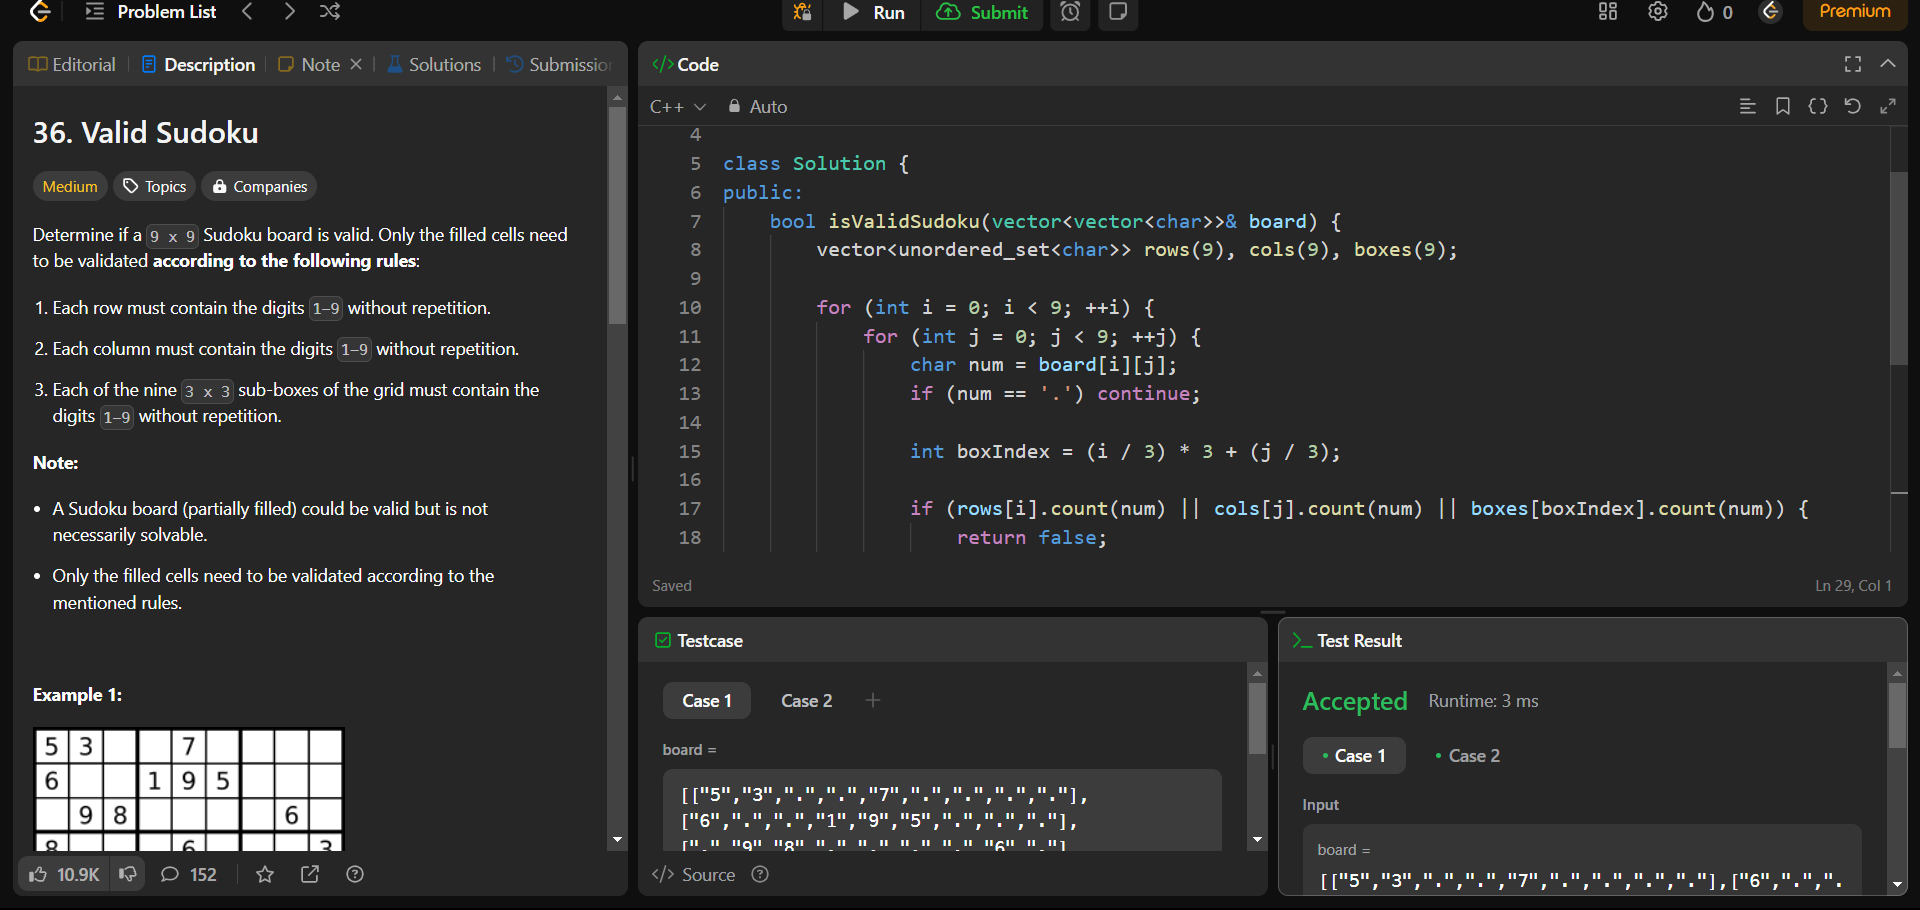 Problem List
Run
Submit
0
Premium
Editorial
Description
Note
Solutions
36. Valid Sudoku
Medium
Topics
Companies
Determine if a 9 x 9 Sudoku board is valid. Only the filled cells need
to be validated according to the following rules:
1. Each row must contain the digits 1-9 without repetition.
2. Each column must contain the digits 1-9 without repetition.
3. Each of the nine 3 x 3 sub-boxes of the grid must contain the
digits 1-9 without repetition.
Note:
• A Sudoku board (partially filled) could be valid but is not
necessarily solvable.
• Only the filled cells need to be validated according to the
mentioned rules.
Example 1:
5 3 7
6 1 9 5
9 8 6
8 6 3
10.9K
152
Code
C++
Auto
4
5 class Solution {
6 public:
7 bool isValidSudoku(vector<vector<char>>& board) {
8 vector<unordered_set<char>> rows(9), cols(9), boxes(9);
9
10 for (int i = 0; i < 9; ++i) {
11 for (int j = 0; j < 9; ++j) {
12 char num = board[i][j];
13 if (num == '.') continue;
14
15 int boxIndex = (i / 3) * 3 + (j / 3);
16
17 if (rows[i].count(num) || cols[j].count(num) || boxes[boxIndex].count(num)) {
18 return false;
Saved
Ln 29, Col 1
Testcase
Case 1
Case 2
board =
[["5","3",".",".","7",".",".",".","."],
["6",".",".","1","9","5",".",".","."],
[".","9","8",".",".",".",".","6","."]
Source
Test Result
Accepted
Runtime: 3 ms
Case 1
Case 2
Input
board =
[["5","3",".",".","7",".",".",".","."],["6",".",".